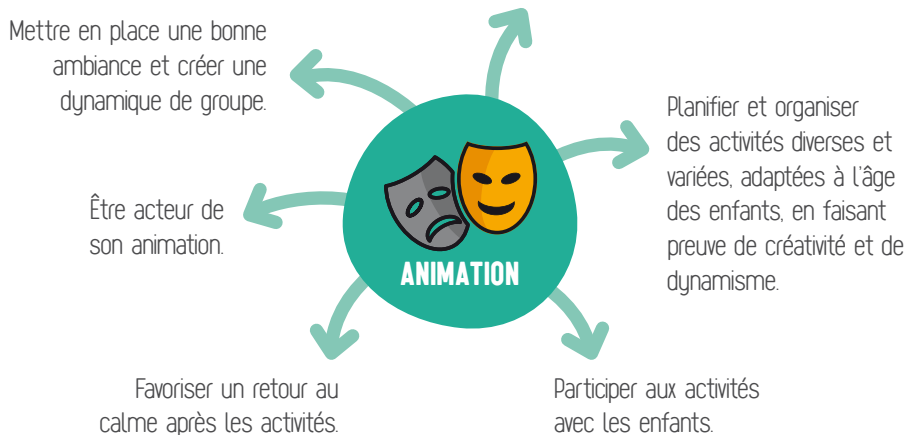 Mettre en place une bonne
ambiance et créer une
dynamique de groupe.
Planifier et organiser
des activités diverses et
variées, adaptées à l'âge
des enfants, en faisant
preuve de créativité et de
dynamisme.
Être acteur de
son animation.
ANIMATION
Favoriser un retour au
calme après les activités.
Participer aux activités
avec les enfants.